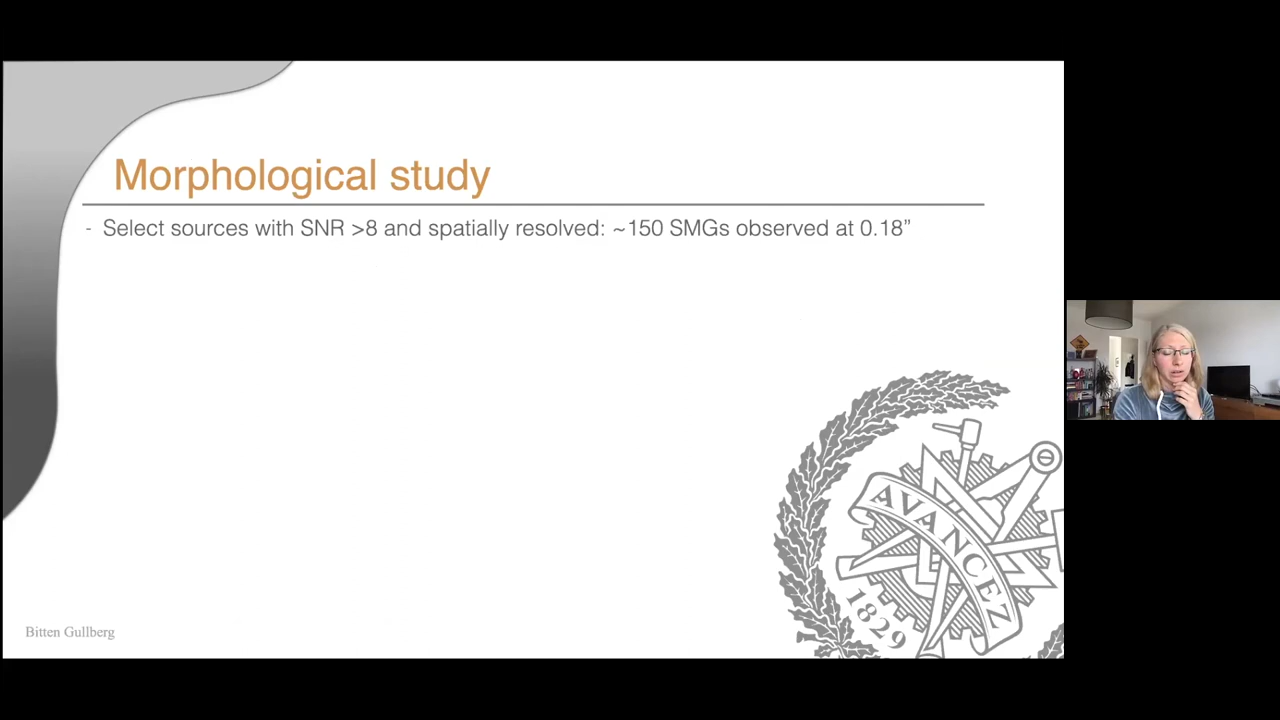 Morphological study
- Select sources with SNR >8 and spatially resolved: ~150 SMGs observed at 0.18”
AVANCEZ
1829
Bitten Gullberg